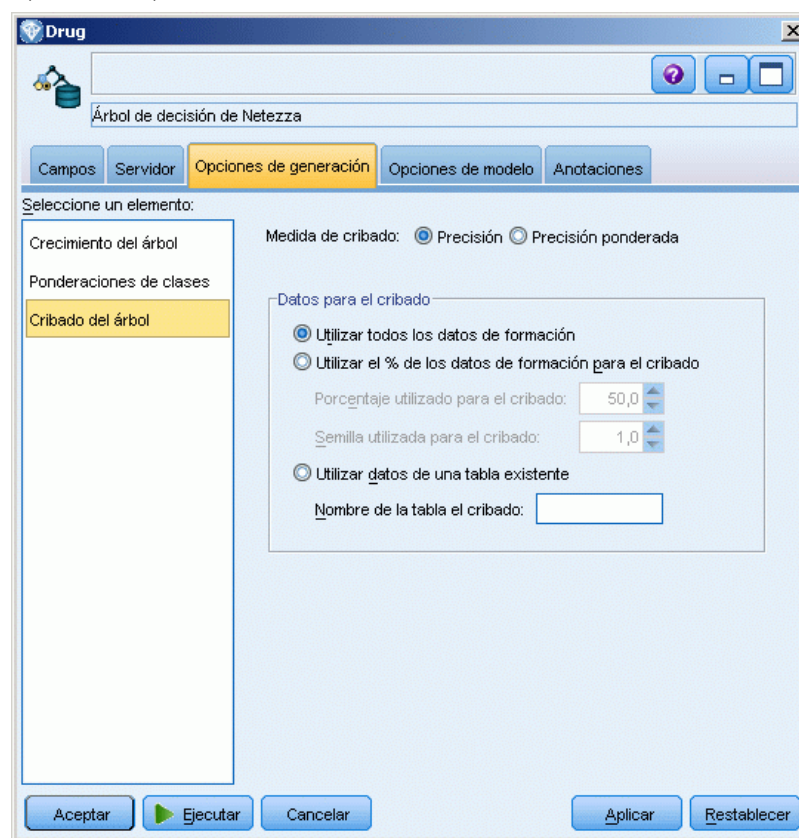 Drug
Árbol de decisión de Netezza
Campos Servidor Opciones de generación Opciones de modelo Anotaciones
Seleccione un elemento:
Crecimiento del árbol
Ponderaciones de clases
Cribado del árbol
Medida de cribado: Precisión Precisión ponderada
Datos para el cribado
Utilizar todos los datos de formación
Utilizar el % de los datos de formación para el cribado
Porcentaje utilizado para el cribado: 50,0
Semilla utilizada para el cribado: 1,0
Utilizar datos de una tabla existente
Nombre de la tabla el cribado:
Aceptar Ejecutar Cancelar Aplicar Restablecer